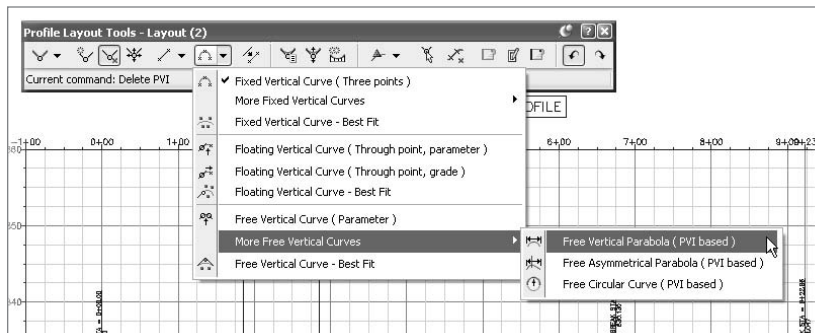 Profile Layout Tools - Layout (2)
Current command: Delete PVI
Fixed Vertical Curve ( Three points )
More Fixed Vertical Curves
Fixed Vertical Curve - Best Fit
Floating Vertical Curve ( Through point, parameter )
Floating Vertical Curve ( Through point, grade )
Floating Vertical Curve - Best Fit
Free Vertical Curve ( Parameter )
More Free Vertical Curves
Free Vertical Curve - Best Fit
Free Vertical Parabola ( PVI based )
Free Asymmetrical Parabola ( PVI based )
Free Circular Curve ( PVI based )
OFILE
-1+00 0+00 1+00 6+00 7+00 8+00